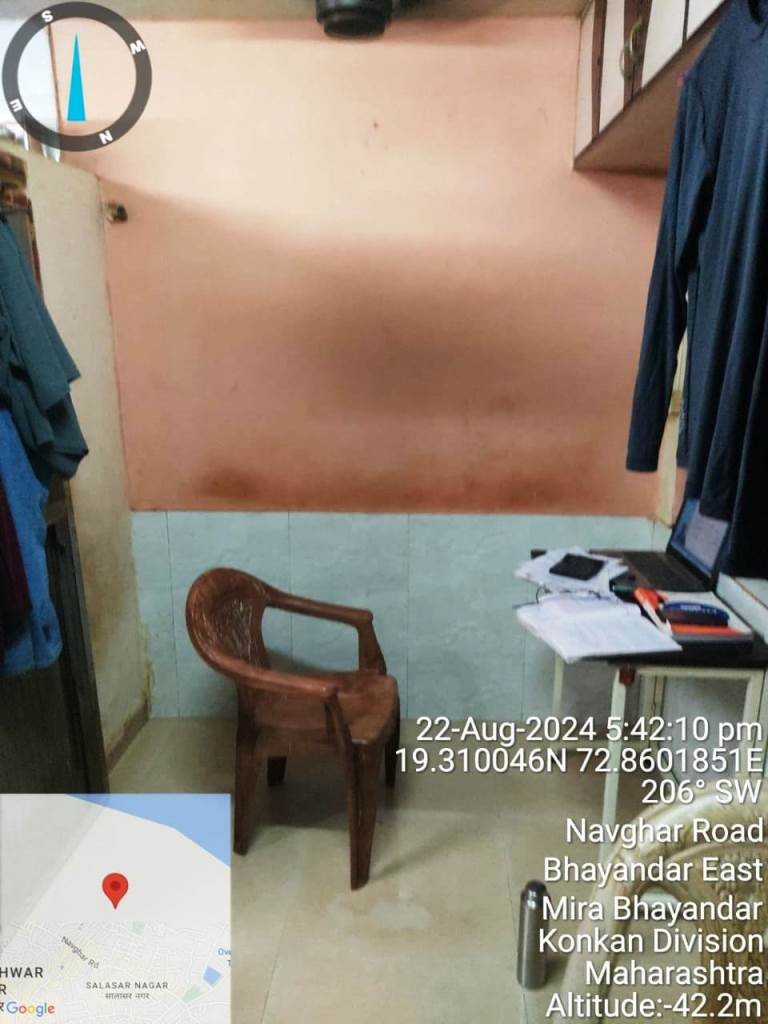 S
W
E
N
22-Aug-2024 5:42:10 pm
19.310046N 72.8601851E
206° SW
Navghar Road
Bhayandar East
Mira Bhayandar
Konkan Division
Maharashtra
Altitude:-42.2m
Navghar Rd
HWAR
R
SALASAR NAGAR
सालासर नगर
Google